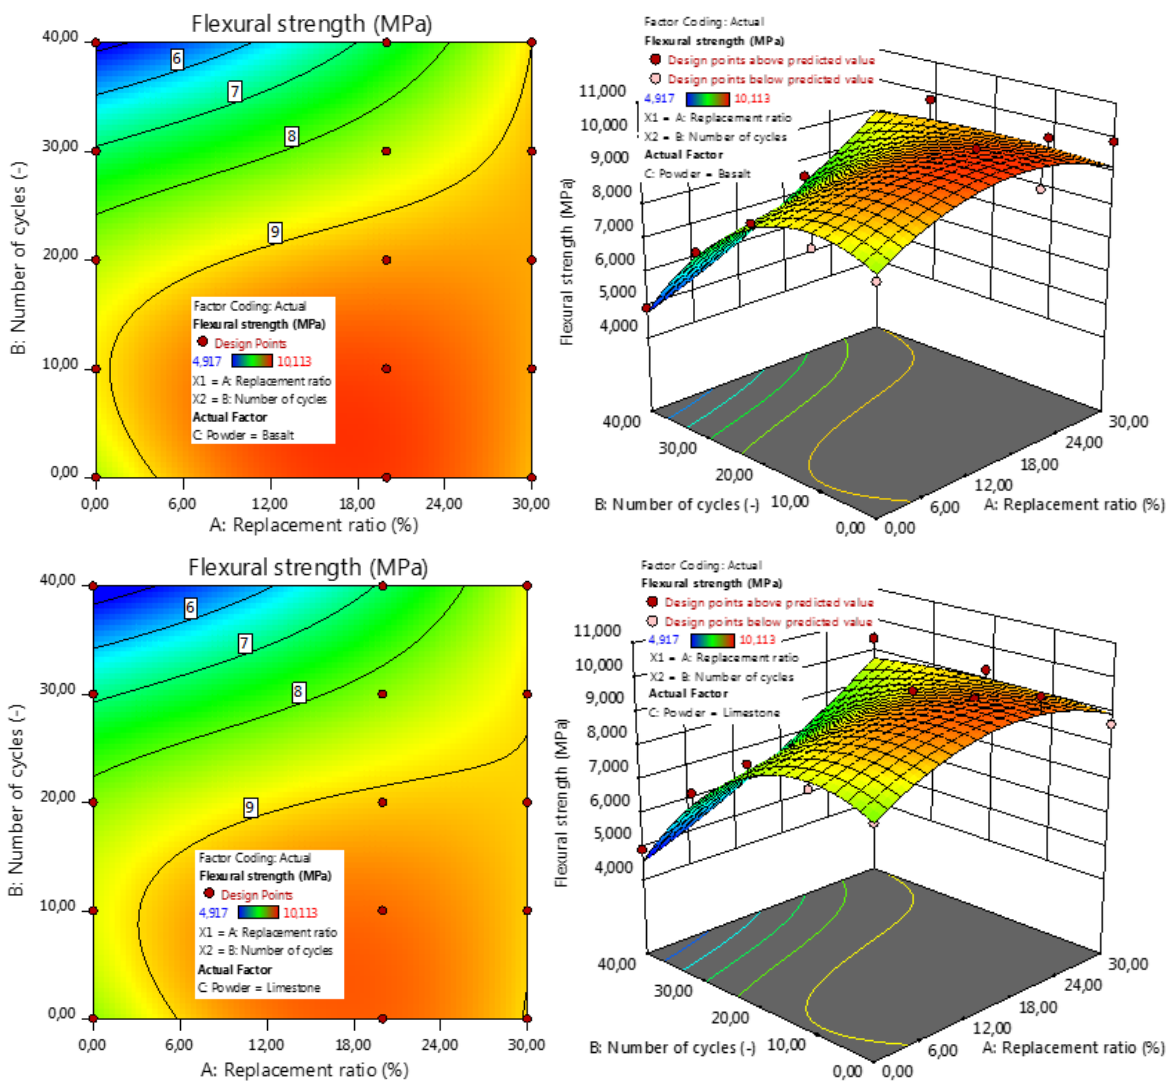 Flexural strength (MPa)
40,00
30,00
20,00
10,00
0,00
B: Number of cycles (-)
6
7
8
9
Factor Coding: Actual
Flexural strength (MPa)
Design Points
4,917 10,113
X1 = A: Replacement ratio
X2 = B: Number of cycles
Actual Factor
C: Powder = Basalt
0,00 6,00 12,00 18,00 24,00 30,00
A: Replacement ratio (%)
Factor Coding: Actual
Flexural strength (MPa)
Design points above predicted value
Design points below predicted value
4,917 10,113
X1 = A: Replacement ratio
X2 = B: Number of cycles
Actual Factor
C: Powder = Basalt
11,000
10,000
9,000
8,000
7,000
6,000
5,000
4,000
Flexural strength (MPa)
40,00
30,00
20,00
10,00
0,00
B: Number of cycles (-)
0,00
6,00
12,00
18,00
24,00
30,00
A: Replacement ratio (%)
Flexural strength (MPa)
40,00
30,00
20,00
10,00
0,00
B: Number of cycles (-)
6
7
8
9
Factor Coding: Actual
Flexural strength (MPa)
Design Points
4,917 10,113
X1 = A: Replacement ratio
X2 = B: Number of cycles
Actual Factor
C: Powder = Limestone
0,00 6,00 12,00 18,00 24,00 30,00
A: Replacement ratio (%)
Factor Coding: Actual
Flexural strength (MPa)
Design points above predicted value
Design points below predicted value
4,917 10,113
X1 = A: Replacement ratio
X2 = B: Number of cycles
Actual Factor
C: Powder = Limestone
11,000
10,000
9,000
8,000
7,000
6,000
5,000
4,000
Flexural strength (MPa)
40,00
30,00
20,00
10,00
0,00
B: Number of cycles (-)
0,00
6,00
12,00
18,00
24,00
30,00
A: Replacement ratio (%)